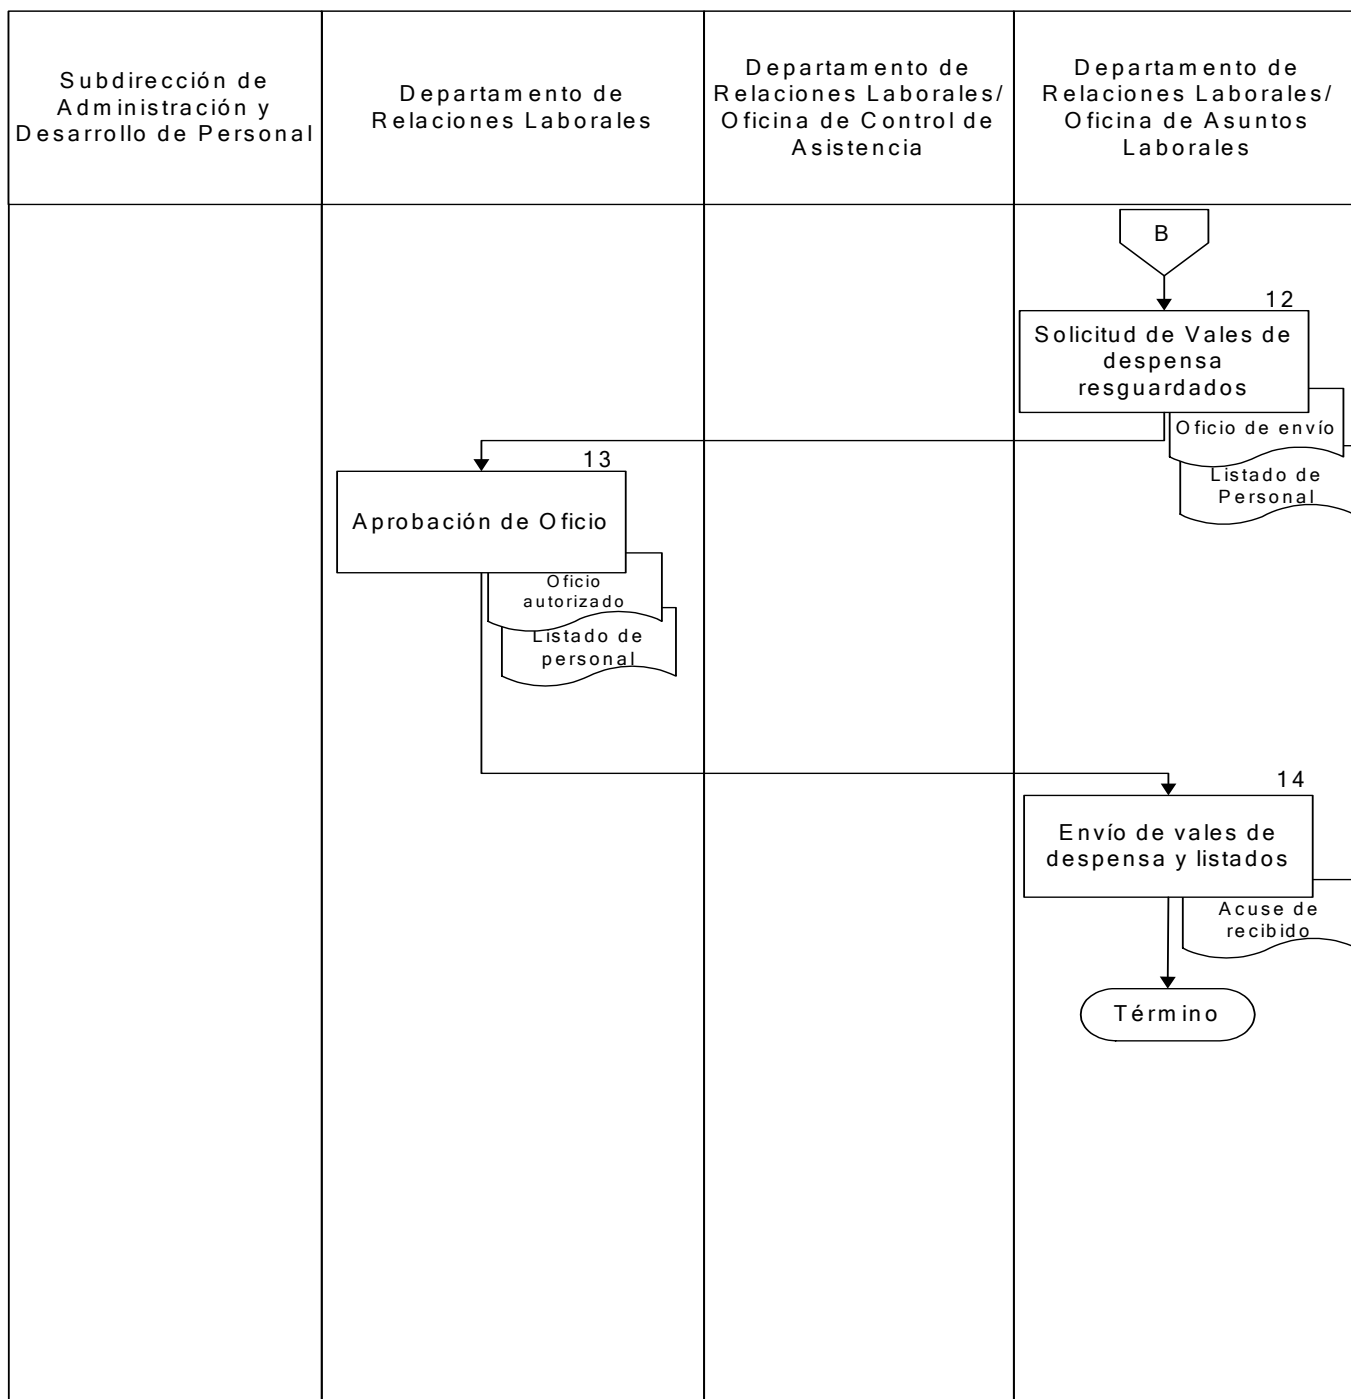 Subdirección de
Administración y
Desarrollo de Personal
Departamento de
Relaciones Laborales
Departamento de
Relaciones Laborales/
Oficina de Control de
Asistencia
Departamento de
Relaciones Laborales/
Oficina de Asuntos
Laborales
B
12
Solicitud de Vales de
despensa
resguardados
Oficio de envío
Listado de
Personal
13
Aprobación de Oficio
Oficio
autorizado
Listado de
personal
14
Envío de vales de
despensa y listados
Acuse de
recibido
Término